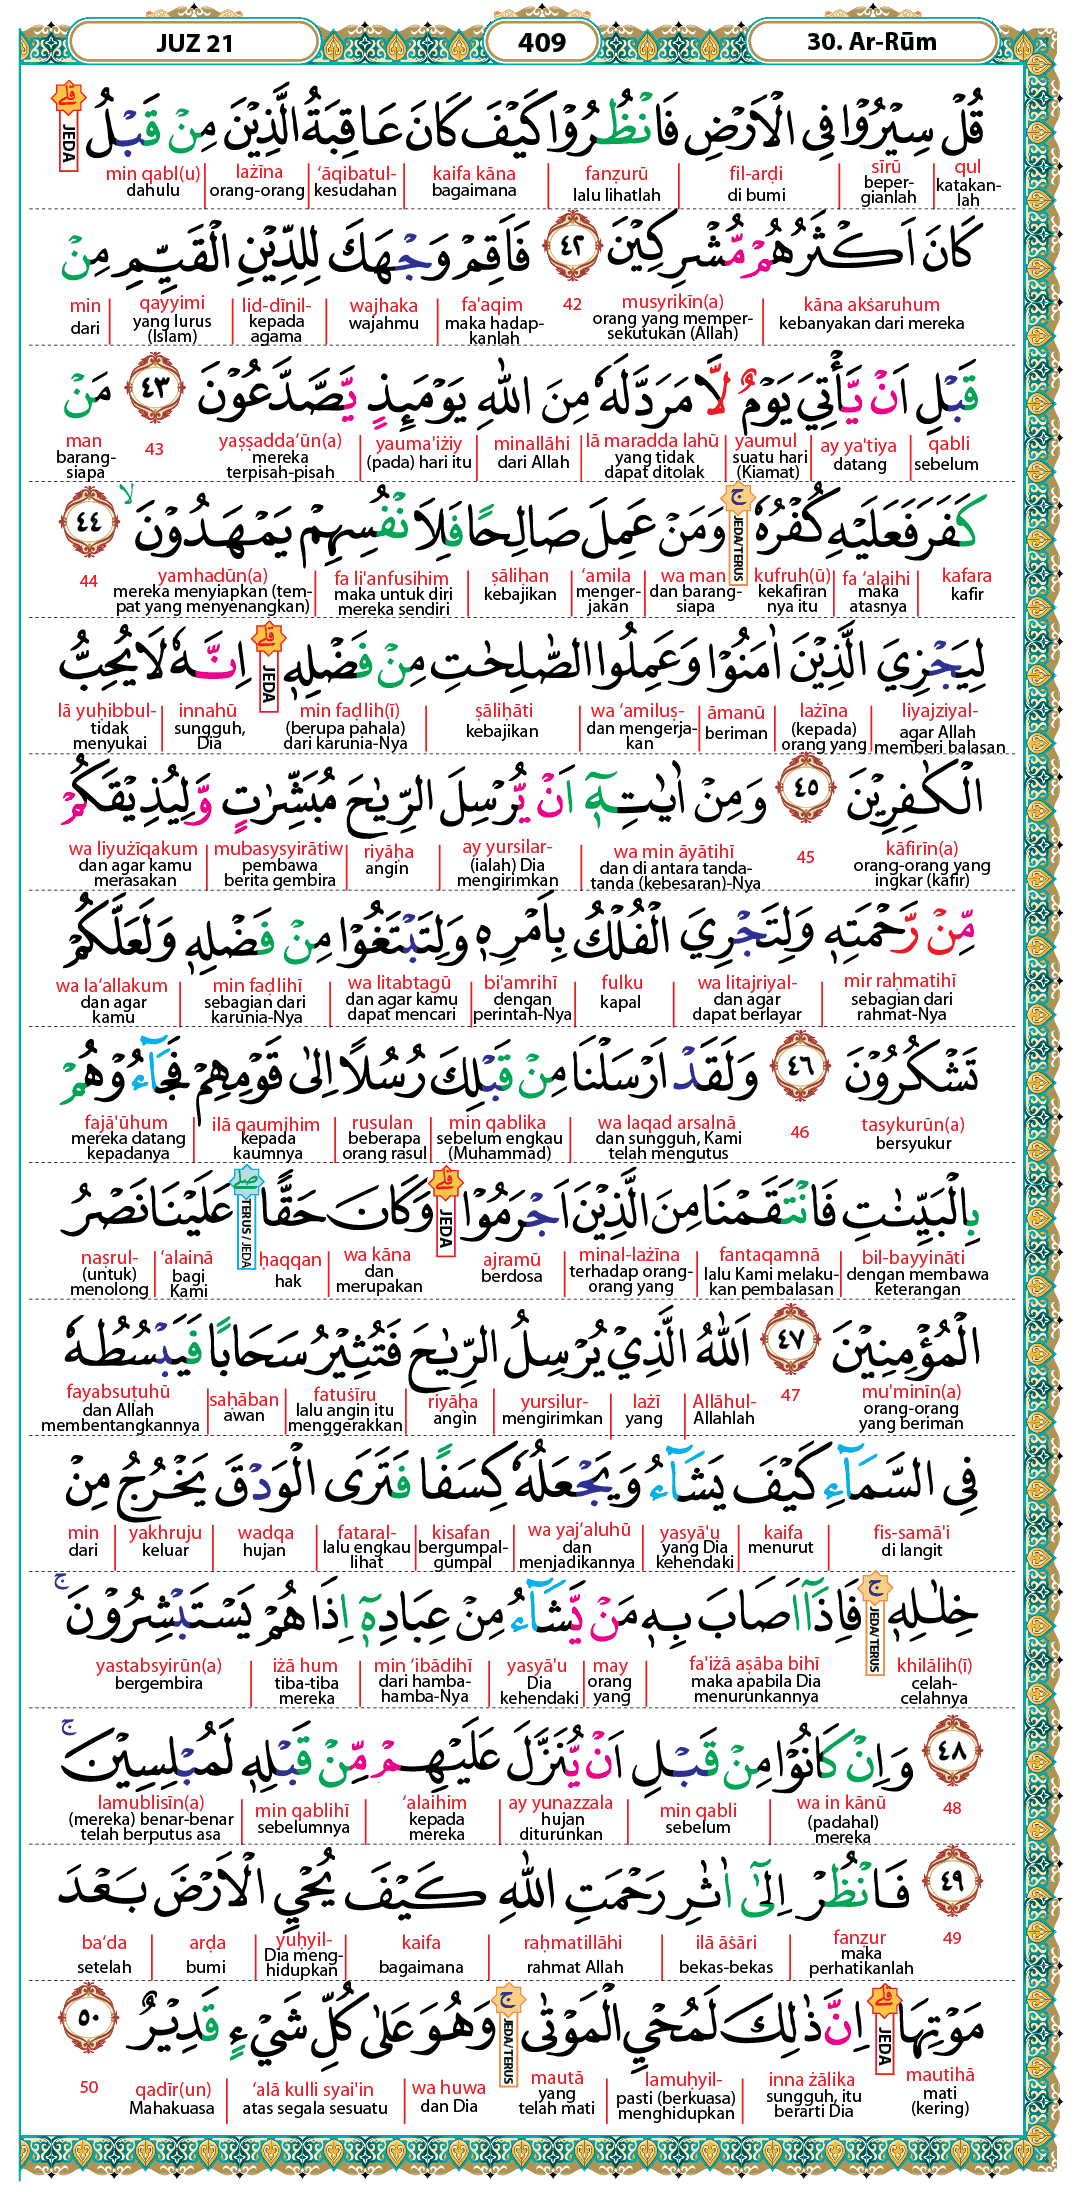 JUZ 21
409
30. Ar-Rūm
قُلْ سِيْرُوْا فِى الْاَرْضِ فَانْظُرُوْا كَيْفَ كَانَ عَاقِبَةُ الَّذِيْنَ مِنْ قَبْلُ ۗ JEDA
qul sīrū fil-arḍi fanẓurū kaifa kāna ‘āqibatul- lażīna min qabl(u)
katakan-lah beper-gianlah di bumi lalu lihatlah bagaimana kesudahan orang-orang dahulu
كَانَ اَكْثَرُهُمْ مُّشْرِكِيْنَ ٤٢ فَاَقِمْ وَجْهَكَ لِلدِّيْنِ الْقَيِّمِ مِنْ
kāna akṡaruhum musyrikīn(a) 42 fa'aqim wajhaka lid-dīnil- qayyimi min
kebanyakan dari mereka orang yang memper-sekutukan (Allah) maka hadap-kanlah wajahmu kepada agama yang lurus (Islam) dari
قَبْلِ اَنْ يَّأْتِيَ يَوْمٌ لَّا مَرَدَّ لَهٗ مِنَ اللّٰهِ يَوْمَىِٕذٍ يَّصَّدَّعُوْنَ ٤٣ مَنْ
qabli ay ya'tiya yaumul lā maradda lahū minallāhi yauma'iżiy yaṣṣadda‘ūn(a) 43 man
sebelum datang suatu hari (Kiamat) yang tidak dapat ditolak dari Allah (pada) hari itu mereka terpisah-pisah barang-siapa
كَفَرَ فَعَلَيْهِ كُفْرُهٗ ۚ JEDA/TERUS وَمَنْ عَمِلَ صَالِحًا فَلِاَنْفُسِهِمْ يَمْهَدُوْنَ ۙ ٤٤
kafara fa ‘alaihi kufruh(ū) wa man ‘amila ṣāliḥan fa li'anfusihim yamhadūn(a) 44
kafir maka atasnya kekafiran nya itu dan barang-siapa menger-jakan kebajikan maka untuk diri mereka sendiri mereka menyiapkan (tem-pat yang menyenangkan)
لِيَجْزِيَ الَّذِيْنَ اٰمَنُوْا وَعَمِلُوا الصّٰلِحٰتِ مِنْ فَضْلِهٖ ۗ JEDA اِنَّهٗ لَا يُحِبُّ
liyajziyal- lażīna āmanū wa ‘amiluṣ- ṣāliḥāti min faḍlih(ī) innahū lā yuḥibbul-
agar Allah memberi balasan (kepada) orang yang beriman dan mengerja-kan kebajikan (berupa pahala) dari karunia-Nya sungguh, Dia tidak menyukai
الْكٰفِرِيْنَ ٤٥ وَمِنْ اٰيٰتِهٖٓ اَنْ يُّرْسِلَ الرِّيٰحَ مُبَشِّرٰتٍ وَّلِيُذِيْقَكُمْ
kāfirīn(a) 45 wa min āyātihī ay yursilar- riyāḥa mubasysyirātiw wa liyużīqakum
orang-orang yang ingkar (kafir) dan di antara tanda-tanda (kebesaran)-Nya (ialah) Dia mengirimkan angin pembawa berita gembira dan agar kamu merasakan
مِّنْ رَّحْمَتِهٖ وَلِتَجْرِيَ الْفُلْكُ بِاَمْرِهٖ وَلِتَبْتَغُوْا مِنْ فَضْلِهٖ وَلَعَلَّكُمْ
mir raḥmatihī wa litajriyal- fulku bi'amrihī wa litabtagū min faḍlihī wa la‘allakum
sebagian dari rahmat-Nya dan agar dapat berlayar kapal dengan perintah-Nya dan agar kamu dapat mencari sebagian dari karunia-Nya dan agar kamu
تَشْكُرُوْنَ ٤٦ وَلَقَدْ اَرْسَلْنَا مِنْ قَبْلِكَ رُسُلًا اِلٰى قَوْمِهِمْ فَجَاۤءُوْهُمْ
tasykurūn(a) 46 wa laqad arsalnā min qablika rusulan ilā qaumihim fajā'ūhum
bersyukur dan sungguh, Kami telah mengutus sebelum engkau (Muhammad) beberapa orang rasul kepada kaumnya mereka datang kepadanya
بِالْبَيِّنٰتِ فَانْتَقَمْنَا مِنَ الَّذِيْنَ اَجْرَمُوْا ۗ JEDA وَكَانَ حَقًّا ۖ TERUS / JEDA عَلَيْنَا نَصْرُ
bil-bayyināti fantaqamnā minal-lażīna ajramū wa kāna ḥaqqan ‘alainā naṣrul-
dengan membawa keterangan lalu Kami melaku-kan pembalasan terhadap orang-orang yang berdosa dan merupakan hak bagi Kami (untuk) menolong
الْمُؤْمِنِيْنَ ٤٧ اَللّٰهُ الَّذِيْ يُرْسِلُ الرِّيٰحَ فَتُثِيْرُ سَحَابًا فَيَبْسُطُهٗ
mu'minīn(a) 47 Allāhul- lażī yursilur- riyāḥa fatuṡīru saḥāban fayabsuṭuhū
orang-orang yang beriman Allahlah yang mengirimkan angin lalu angin itu menggerakkan awan dan Allah membentangkannya
فِى السَّمَاۤءِ كَيْفَ يَشَاۤءُ وَيَجْعَلُهٗ كِسَفًا فَتَرَى الْوَدْقَ يَخْرُجُ مِنْ
fis-samā'i kaifa yasyā'u wa yaj‘aluhū kisafan fataral- wadqa yakhruju min
di langit menurut yang Dia kehendaki dan menjadikannya bergumpal-gumpal lalu engkau lihat hujan keluar dari
خِلٰلِهٖ ۚ JEDA/TERUS فَاِذَآ اَصَابَ بِهٖ مَنْ يَّشَاۤءُ مِنْ عِبَادِهٖٓ اِذَا هُمْ يَسْتَبْشِرُوْنَ ۚ
khilālih(ī) fa'iżā aṣāba bihī may yasyā'u min ‘ibādihī iżā hum yastabsyirūn(a)
celah-celahnya maka apabila Dia menurunkannya orang yang Dia kehendaki dari hamba-hamba-Nya tiba-tiba mereka bergembira
٤٨ وَاِنْ كَانُوْا مِنْ قَبْلِ اَنْ يُّنَزَّلَ عَلَيْهِمْ مِّنْ قَبْلِهٖ لَمُبْلِسِيْنَ ۚ
48 wa in kānū min qabli ay yunazzala ‘alaihim min qablihī lamublisīn(a)
(padahal) mereka sebelum hujan diturunkan kepada mereka sebelumnya (mereka) benar-benar telah berputus asa
٤٩ فَانْظُرْ اِلٰٓى اٰثٰرِ رَحْمَتِ اللّٰهِ كَيْفَ يُحْيِ الْاَرْضَ بَعْدَ
49 fanẓur ilā āṡāri raḥmatillāhi kaifa yuḥyil- arḍa ba‘da
maka perhatikanlah bekas-bekas rahmat Allah bagaimana Dia meng-hidupkan bumi setelah
مَوْتِهَا ۗ JEDA اِنَّ ذٰلِكَ لَمُحْيِ الْمَوْتٰى ۚ JEDA/TERUS وَهُوَ عَلٰى كُلِّ شَيْءٍ قَدِيْرٌ ٥٠
mautihā inna żālika lamuḥyil- mautā wa huwa ‘alā kulli syai'in qadīr(un) 50
mati (kering) sungguh, itu berarti Dia pasti (berkuasa) menghidupkan yang telah mati dan Dia atas segala sesuatu Mahakuasa